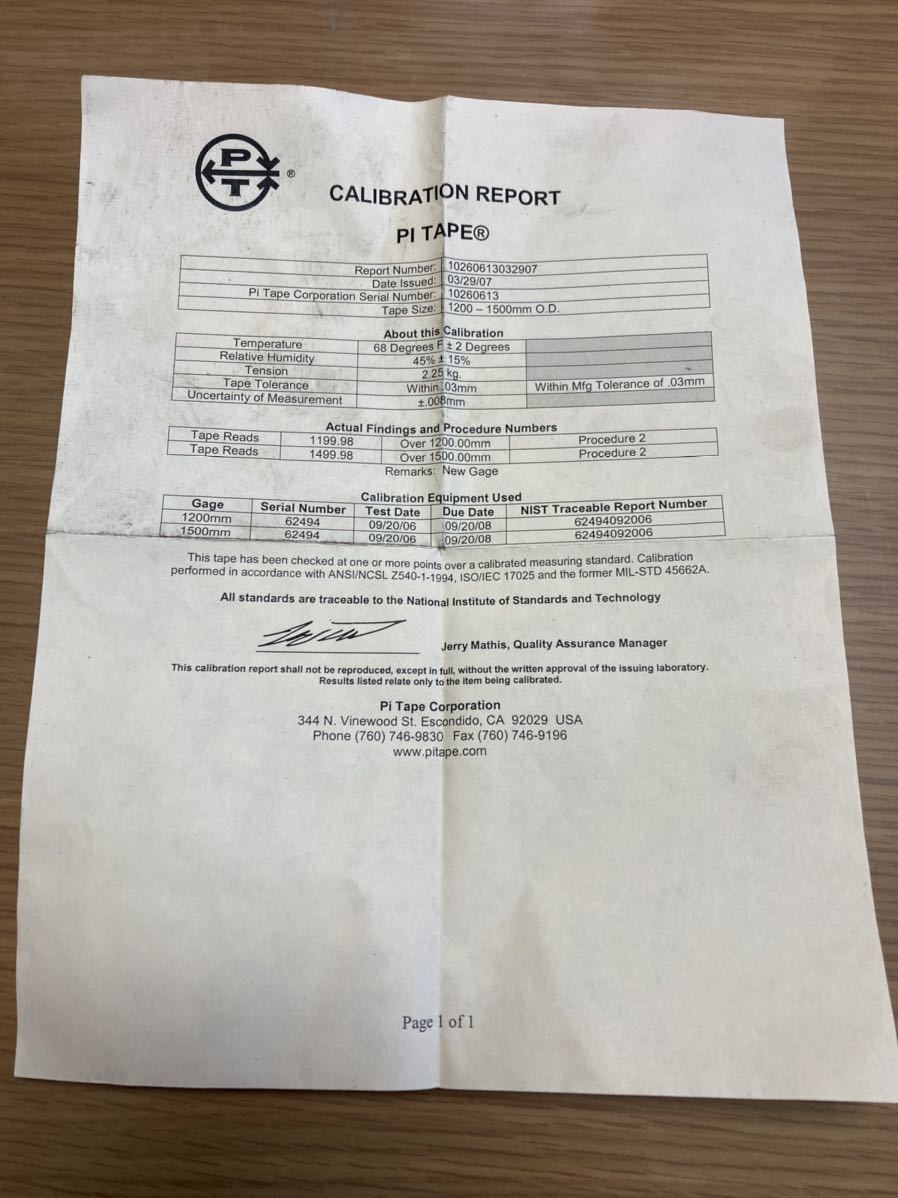 PT®
CALIBRATION REPORT
PI TAPE®
Report Number: 10260613032907
Date Issued: 03/29/07
Pi Tape Corporation Serial Number: 10260613
Tape Size: 1200 – 1500mm O.D.
About this Calibration
Temperature 68 Degrees F ± 2 Degrees
Relative Humidity 45% ± 15%
Tension 2.25 kg.
Tape Tolerance Within .03mm Within Mfg Tolerance of .03mm
Uncertainty of Measurement ±.008mm
Actual Findings and Procedure Numbers
Tape Reads 1199.98 Over 1200.00mm Procedure 2
Tape Reads 1499.98 Over 1500.00mm Procedure 2
Remarks: New Gage
Calibration Equipment Used
Gage Serial Number Test Date Due Date NIST Traceable Report Number
1200mm 62494 09/20/06 09/20/08 62494092006
1500mm 62494 09/20/06 09/20/08 62494092006
This tape has been checked at one or more points over a calibrated measuring standard. Calibration
performed in accordance with ANSI/NCSL Z540-1-1994, ISO/IEC 17025 and the former MIL-STD 45662A.
All standards are traceable to the National Institute of Standards and Technology
Jerry Mathis, Quality Assurance Manager
This calibration report shall not be reproduced, except in full, without the written approval of the issuing laboratory.
Results listed relate only to the item being calibrated.
Pi Tape Corporation
344 N. Vinewood St. Escondido, CA 92029 USA
Phone (760) 746-9830 Fax (760) 746-9196
www.pitape.com
Page 1 of 1